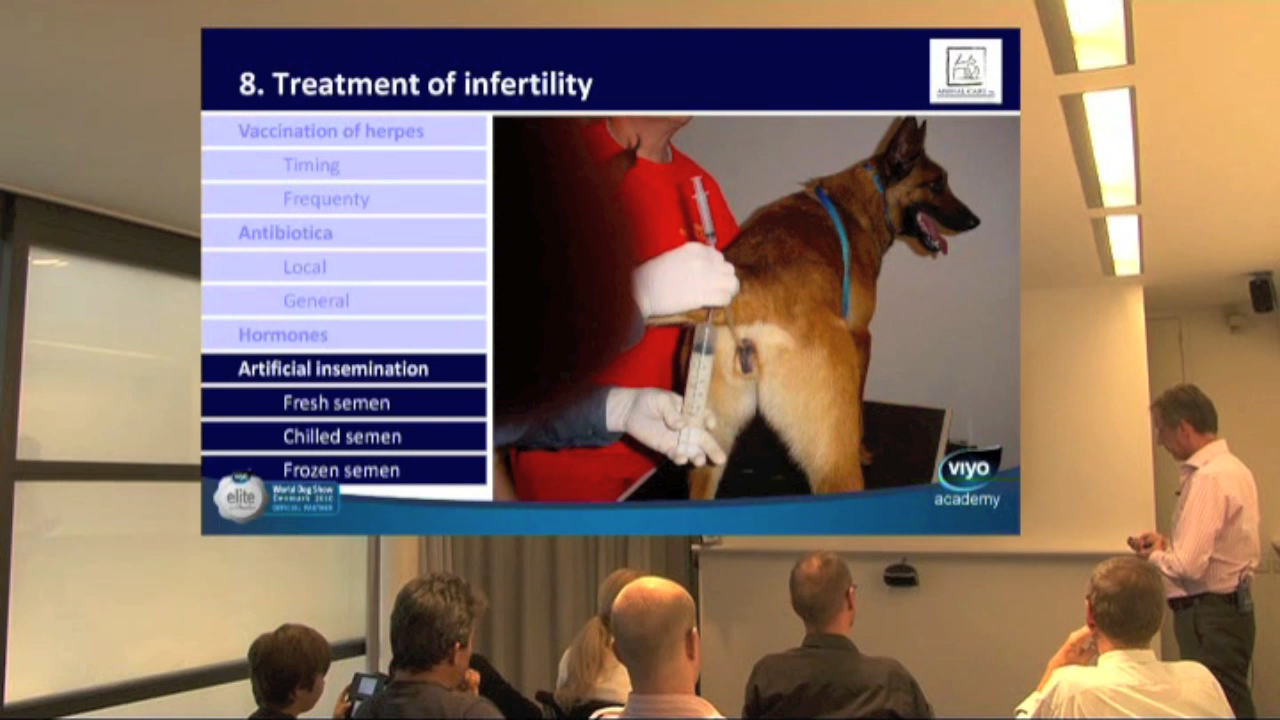 8. Treatment of infertility
ANIMAL CARE
Vaccination of herpes
Timing
Frequenty
Antibiotica
Local
General
Hormones
Artificial insemination
Fresh semen
Chilled semen
Frozen semen
viyo
elite
World Dog Show
Denmark 2010
OFFICIAL PARTNER
viyo
academy